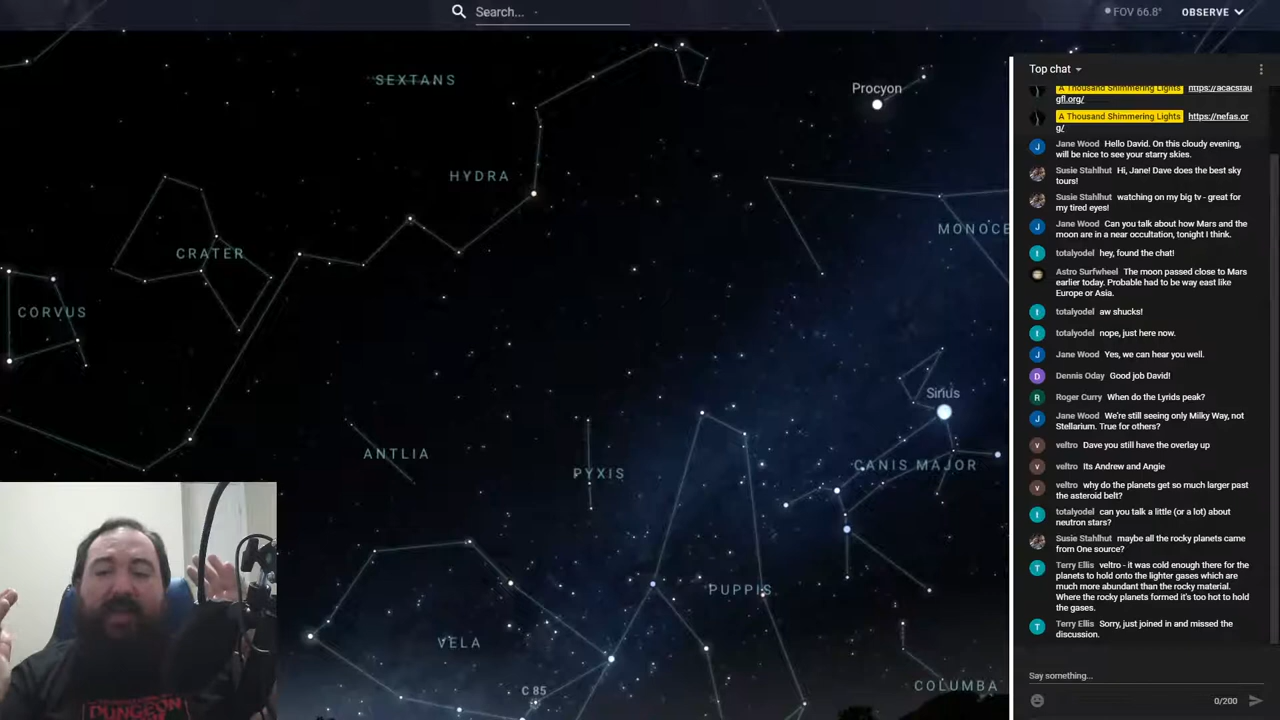 Search...
FOV 66.8°
OBSERVE
SEXTANS
Procyon
HYDRA
MONOCE
CRATER
CORVUS
Sirius
ANTLIA
PYXIS
CANIS MAJOR
PUPPIS
VELA
C 85
COLUMBA
DUNGEON
Top chat
A Thousand Shimmering Lights https://acacstau
gfl.org/
A Thousand Shimmering Lights https://nefas.or
g/
Jane Wood Hello David. On this cloudy evening,
will be nice to see your starry skies.
Susie Stahlhut Hi, Jane! Dave does the best sky
tours!
Susie Stahlhut watching on my big tv - great for
my tired eyes!
Jane Wood Can you talk about how Mars and the
moon are in a near occultation, tonight I think.
totalyodel hey, found the chat!
Astro Surfwheel The moon passed close to Mars
earlier today. Probable had to be way east like
Europe or Asia.
totalyodel aw shucks!
totalyodel nope, just here now.
Jane Wood Yes, we can hear you well.
Dennis Oday Good job David!
Roger Curry When do the Lyrids peak?
Jane Wood We're still seeing only Milky Way, not
Stellarium. True for others?
veltro Dave you still have the overlay up
veltro Its Andrew and Angie
veltro why do the planets get so much larger past
the asteroid belt?
totalyodel can you talk a little (or a lot) about
neutron stars?
Susie Stahlhut maybe all the rocky planets came
from One source?
Terry Ellis veltro - it was cold enough there for the
planets to hold onto the lighter gases which are
much more abundant than the rocky material.
Where the rocky planets formed it's too hot to hold
the gases.
Terry Ellis Sorry, just joined in and missed the
discussion.
Say something...
0/200